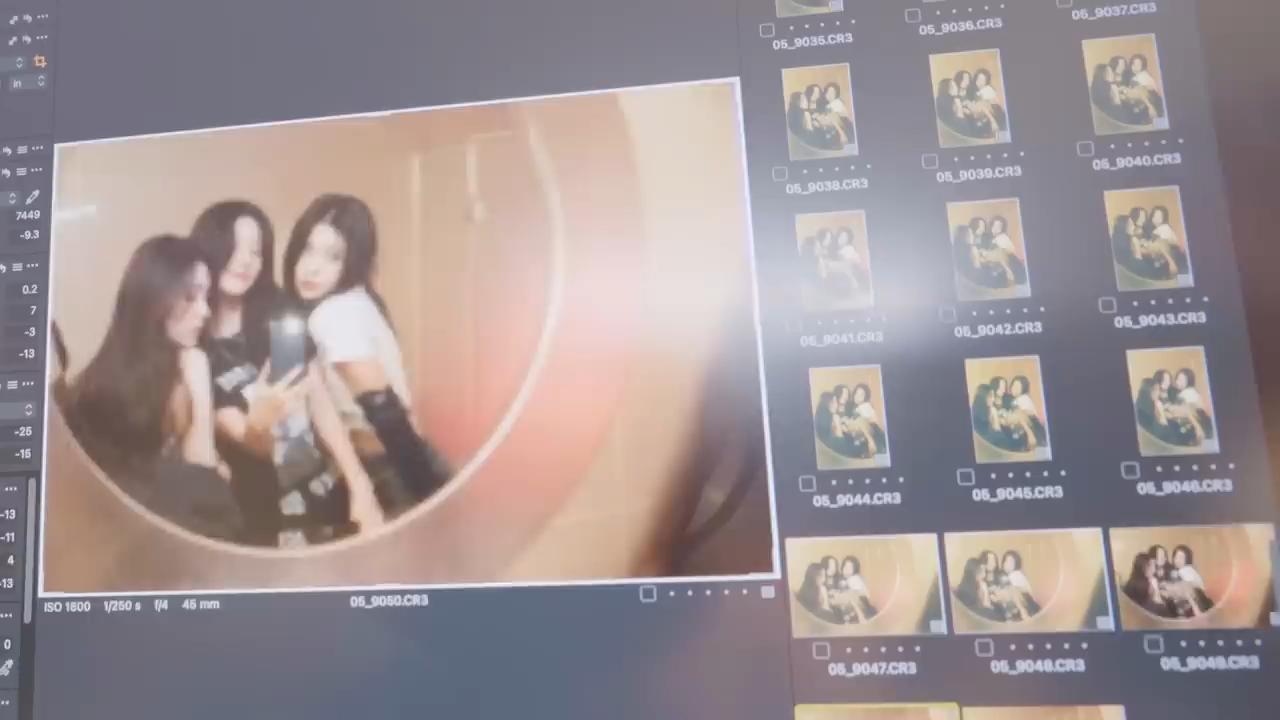 in
7449
-9.3
0.2
7
-3
-13
-25
-15
-13
-11
4
-13
0
ISO 1600 1/250 s f/4 45 mm
05_9050.CR3
05_9035.CR3
05_9036.CR3
05_9037.CR3
05_9038.CR3
05_9039.CR3
05_9040.CR3
05_9041.CR3
05_9042.CR3
05_9043.CR3
05_9044.CR3
05_9045.CR3
05_9046.CR3
05_9047.CR3
05_9048.CR3
05_9049.CR3